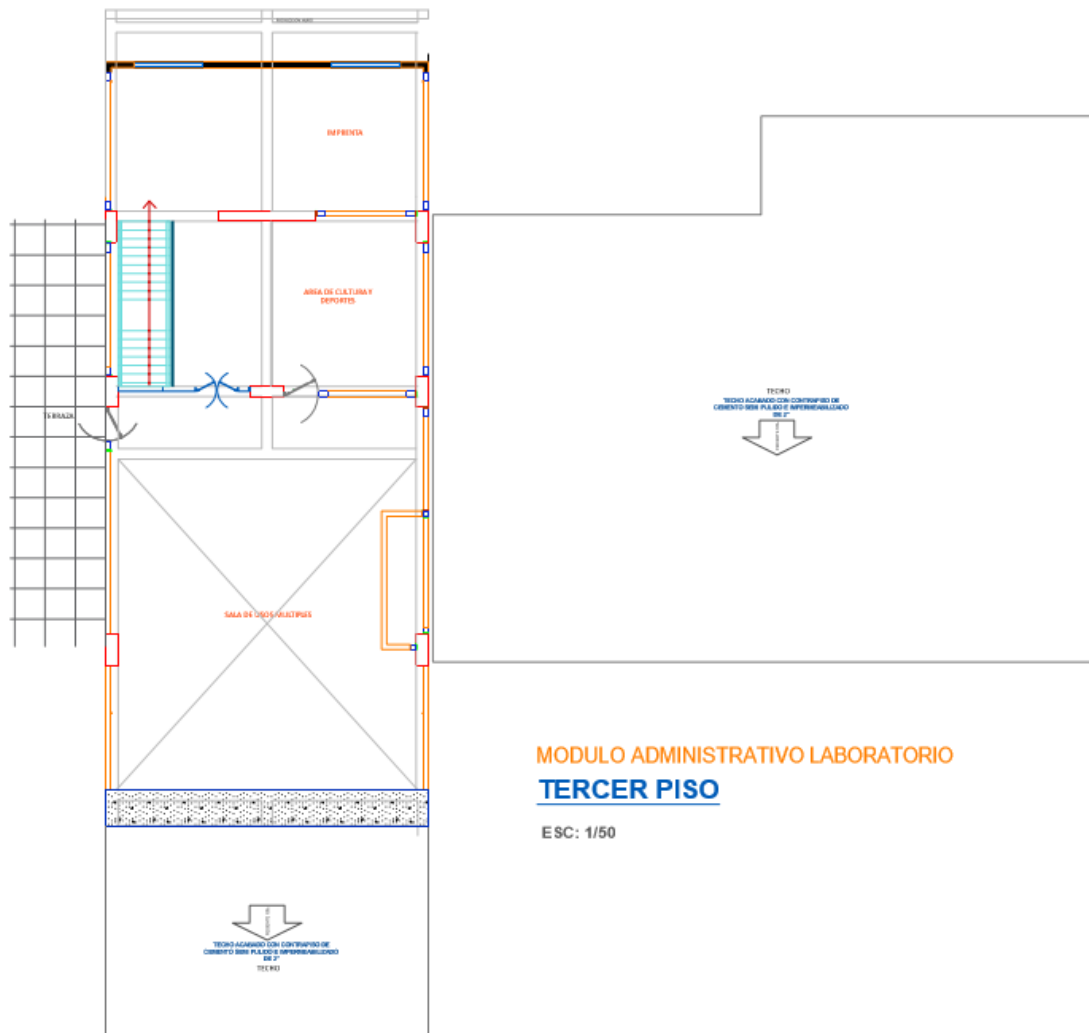 IMPRENTA
AREA DE CULTURA Y
DEPORTES
TERRAZA
TECHO
TECHO ACABADO CON CONTRAPISO DE
CEMENTO SEMI PULIDO E IMPERMEABILIZADO
DE 2"
SALA DE USOS MULTIPLES
MODULO ADMINISTRATIVO LABORATORIO
TERCER PISO
ESC: 1/50
TECHO ACABADO CON CONTRAPISO DE
CEMENTO SEMI PULIDO E IMPERMEABILIZADO
DE 2"
TECHO